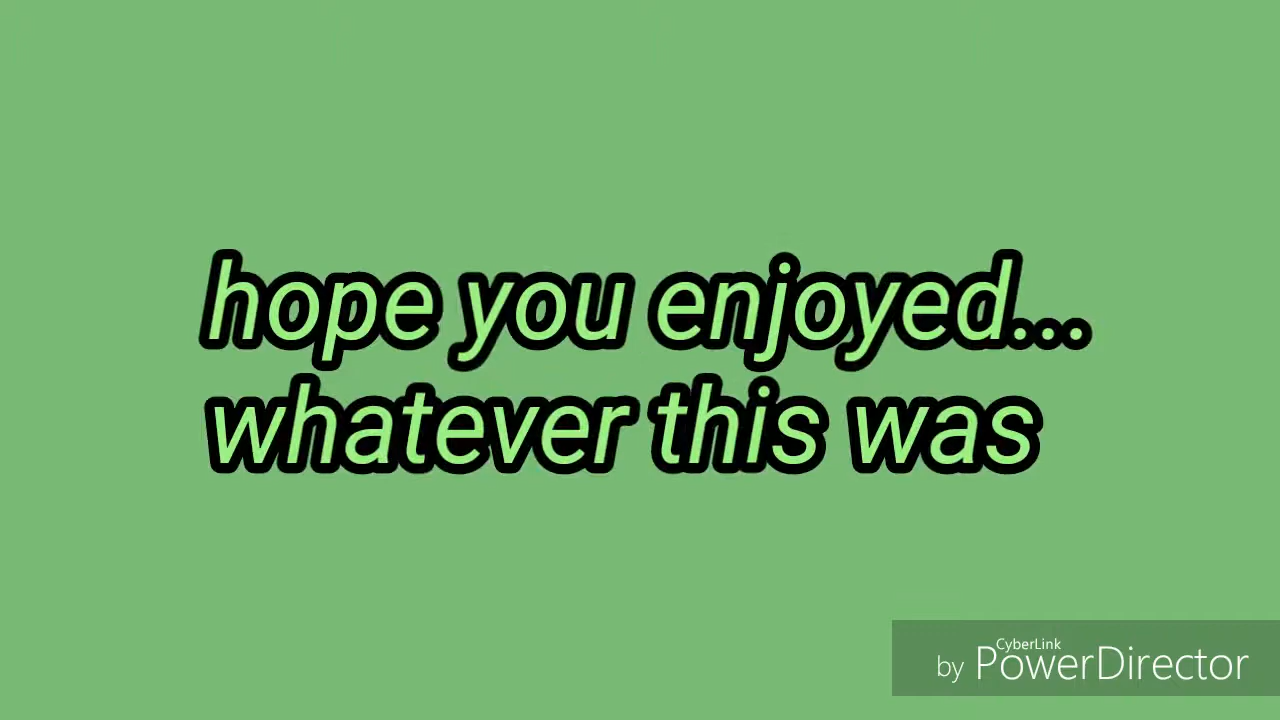 hope you enjoyed...
whatever this was
CyberLink
by PowerDirector